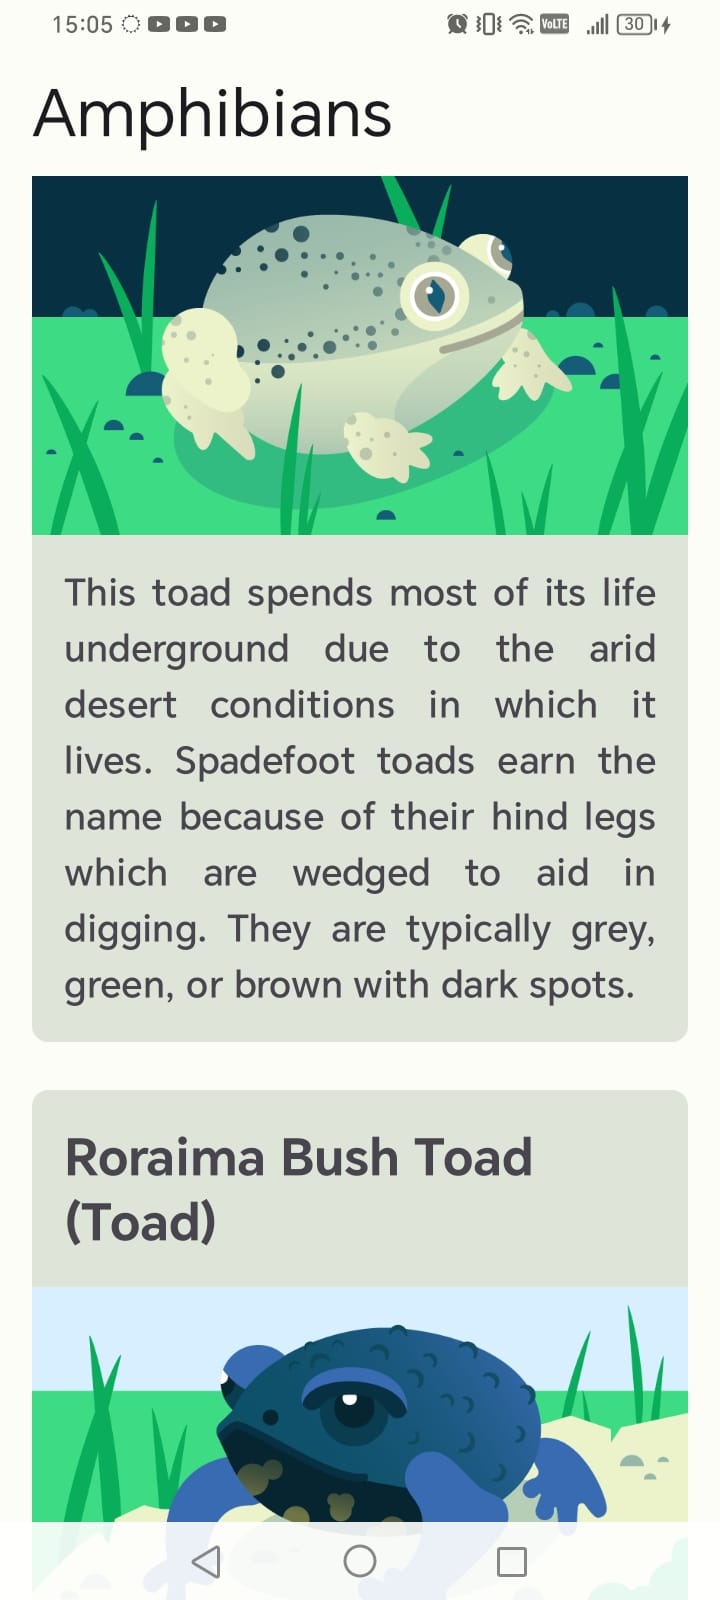 15:05
VoLTE
30
Amphibians
This toad spends most of its life
underground due to the arid
desert conditions in which it
lives. Spadefoot toads earn the
name because of their hind legs
which are wedged to aid in
digging. They are typically grey,
green, or brown with dark spots.
Roraima Bush Toad
(Toad)